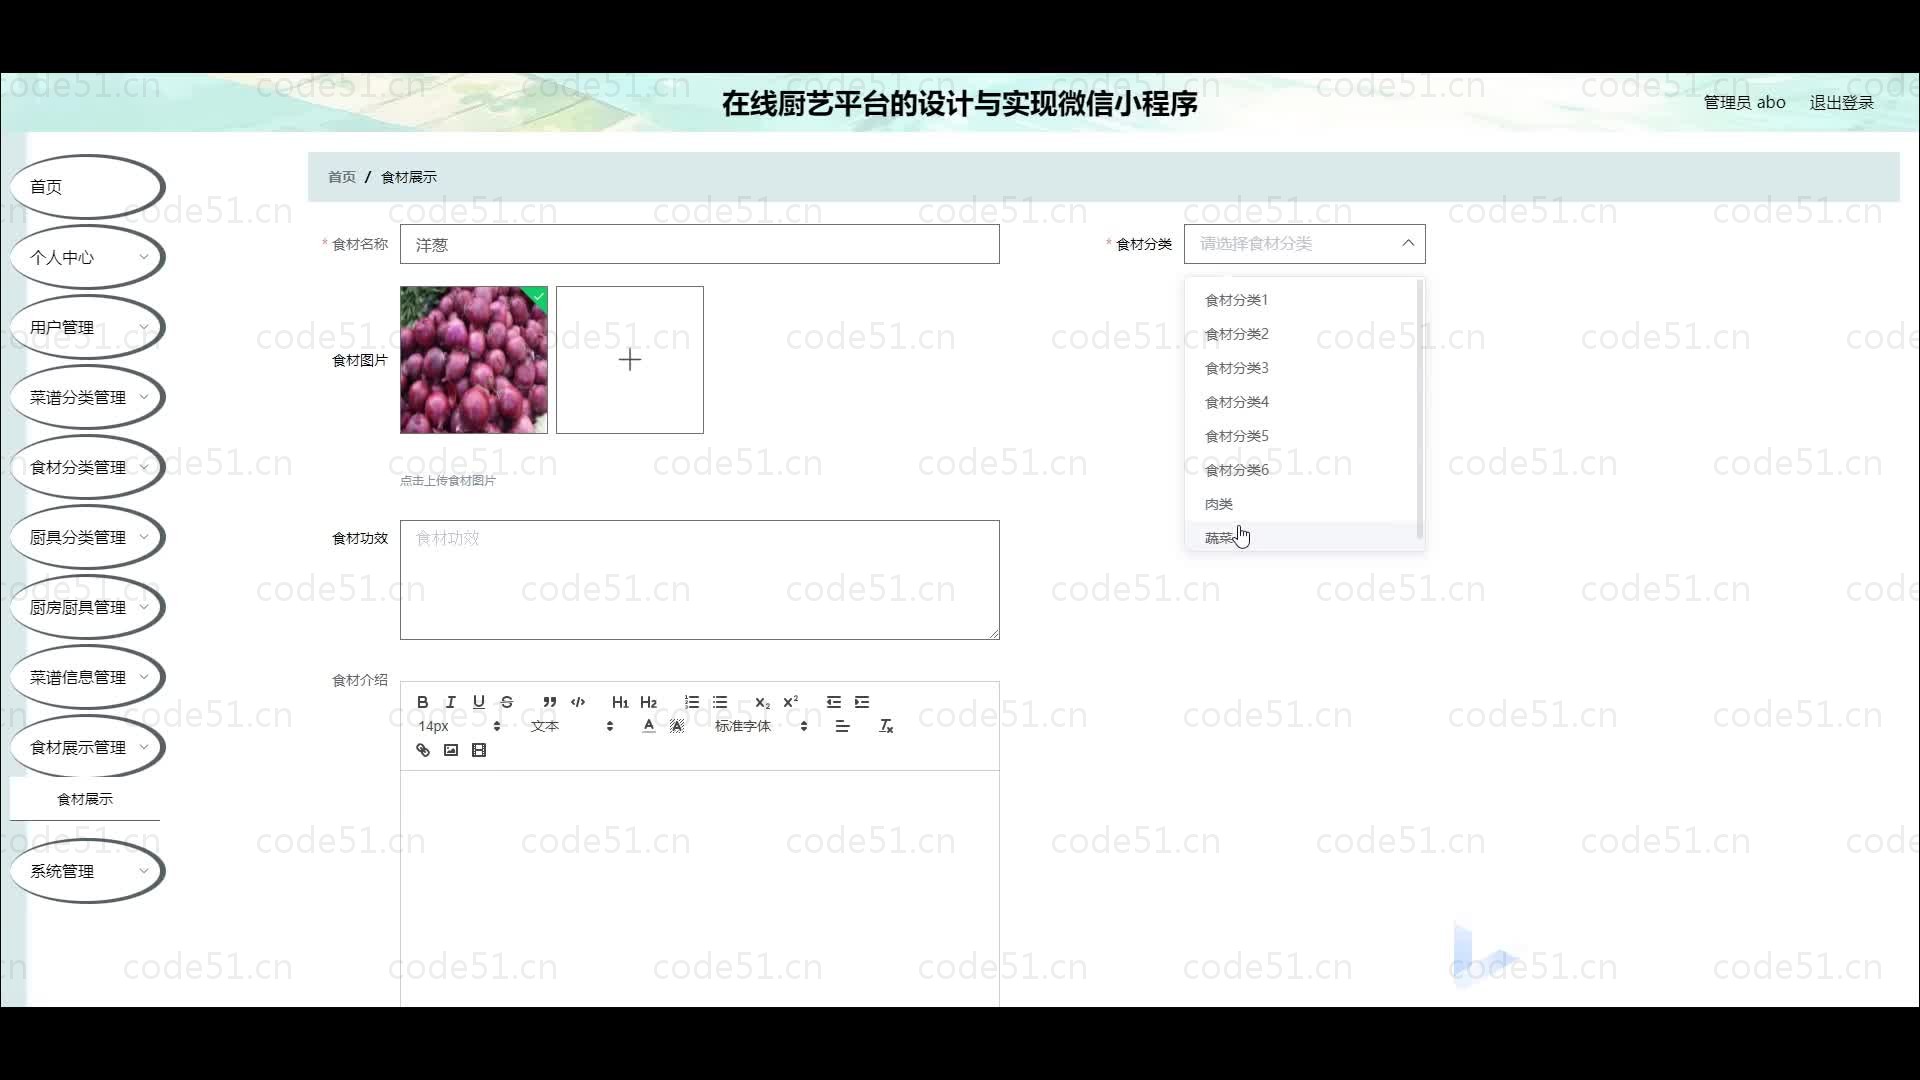 在线厨艺平台的设计与实现微信小程序
管理员 abo
退出登录
首页
个人中心
用户管理
菜谱分类管理
食材分类管理
厨具分类管理
厨房厨具管理
菜谱信息管理
食材展示管理
食材展示
系统管理
首页 / 食材展示
* 食材名称
洋葱
* 食材分类
请选择食材分类
食材分类1
食材分类2
食材分类3
食材分类4
食材分类5
食材分类6
肉类
蔬菜
食材图片
点击上传食材图片
食材功效
食材功效
食材介绍
B I U S H1 H2 X2 X2
14px 文本 A A 标准字体 Tx
code51.cn